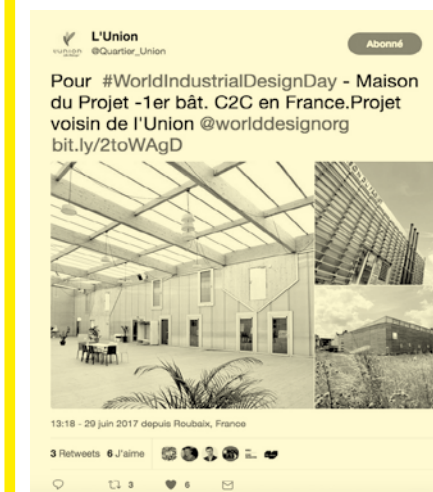 L'Union
@Quartier_Union
Abonné
Pour #WorldIndustrialDesignDay - Maison
du Projet -1er bât. C2C en France.Projet
voisin de l'Union @worlddesignorg
bit.ly/2toWAgD
13:18 - 29 juin 2017 depuis Roubaix, France
3 Retweets 6 J'aime
3
6